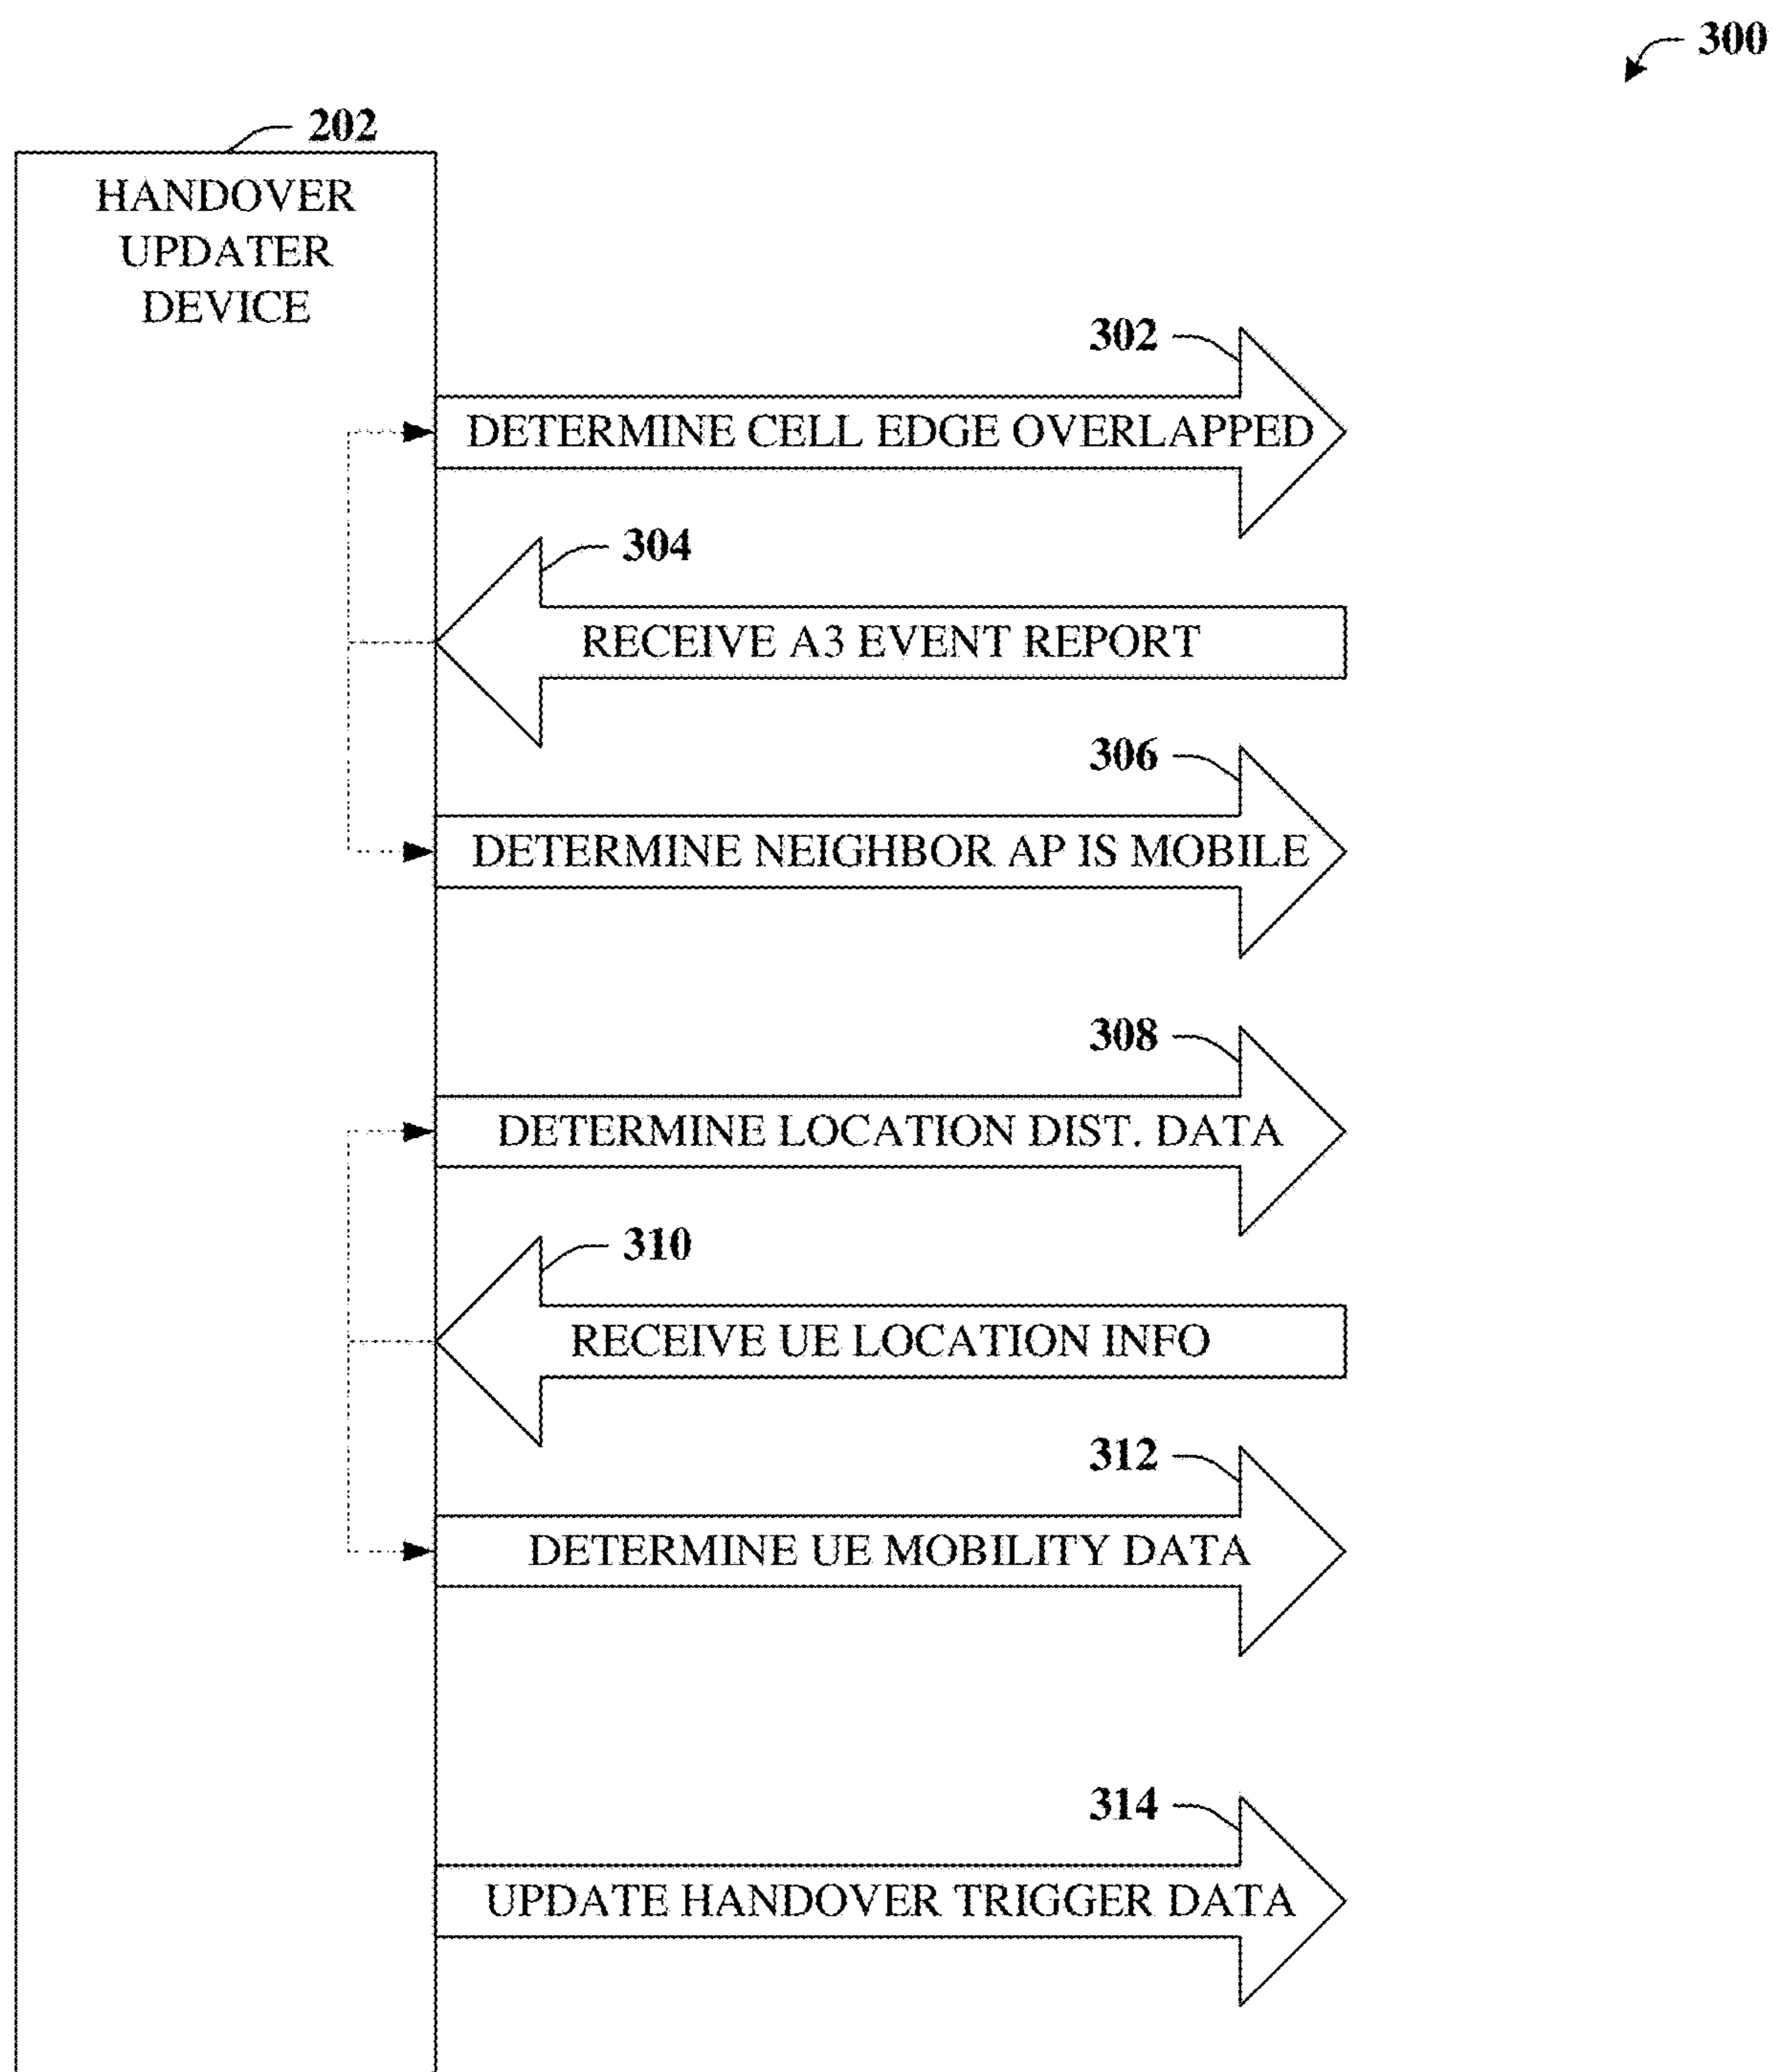 300
202
HANDOVER
UPDATER
DEVICE
302
DETERMINE CELL EDGE OVERLAPPED
304
RECEIVE A3 EVENT REPORT
306
DETERMINE NEIGHBOR AP IS MOBILE
308
DETERMINE LOCATION DIST. DATA
310
RECEIVE UE LOCATION INFO
312
DETERMINE UE MOBILITY DATA
314
UPDATE HANDOVER TRIGGER DATA